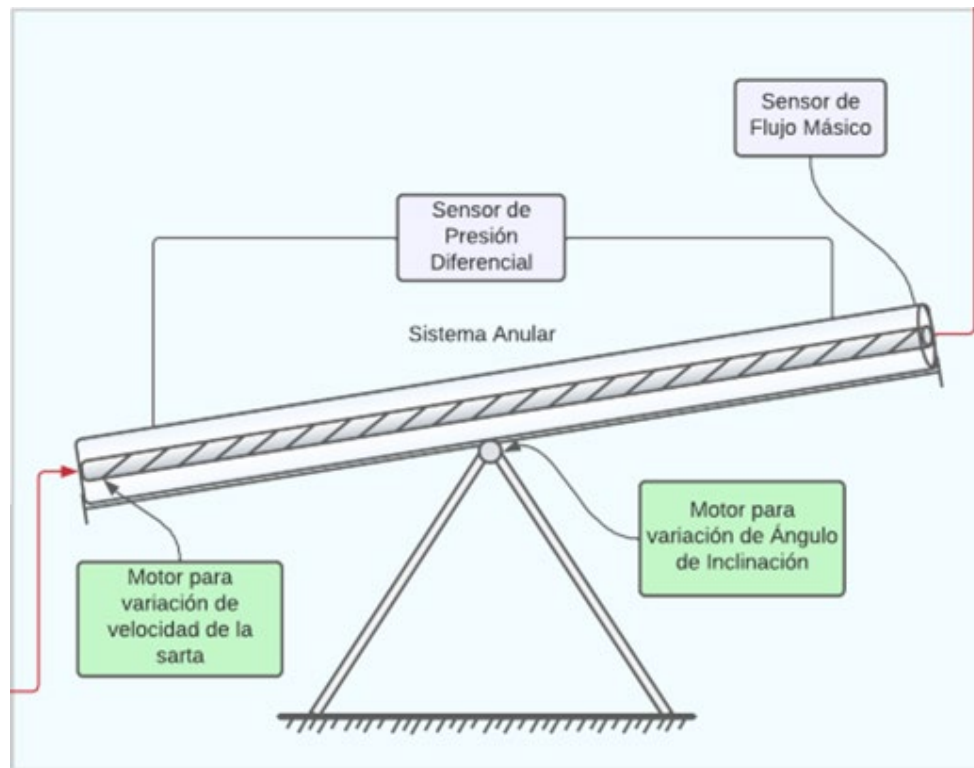 Sensor de
Flujo Másico
Sensor de
Presión
Diferencial
Sistema Anular
Motor para
variación de Ángulo
de Inclinación
Motor para
variación de
velocidad de la
sarta